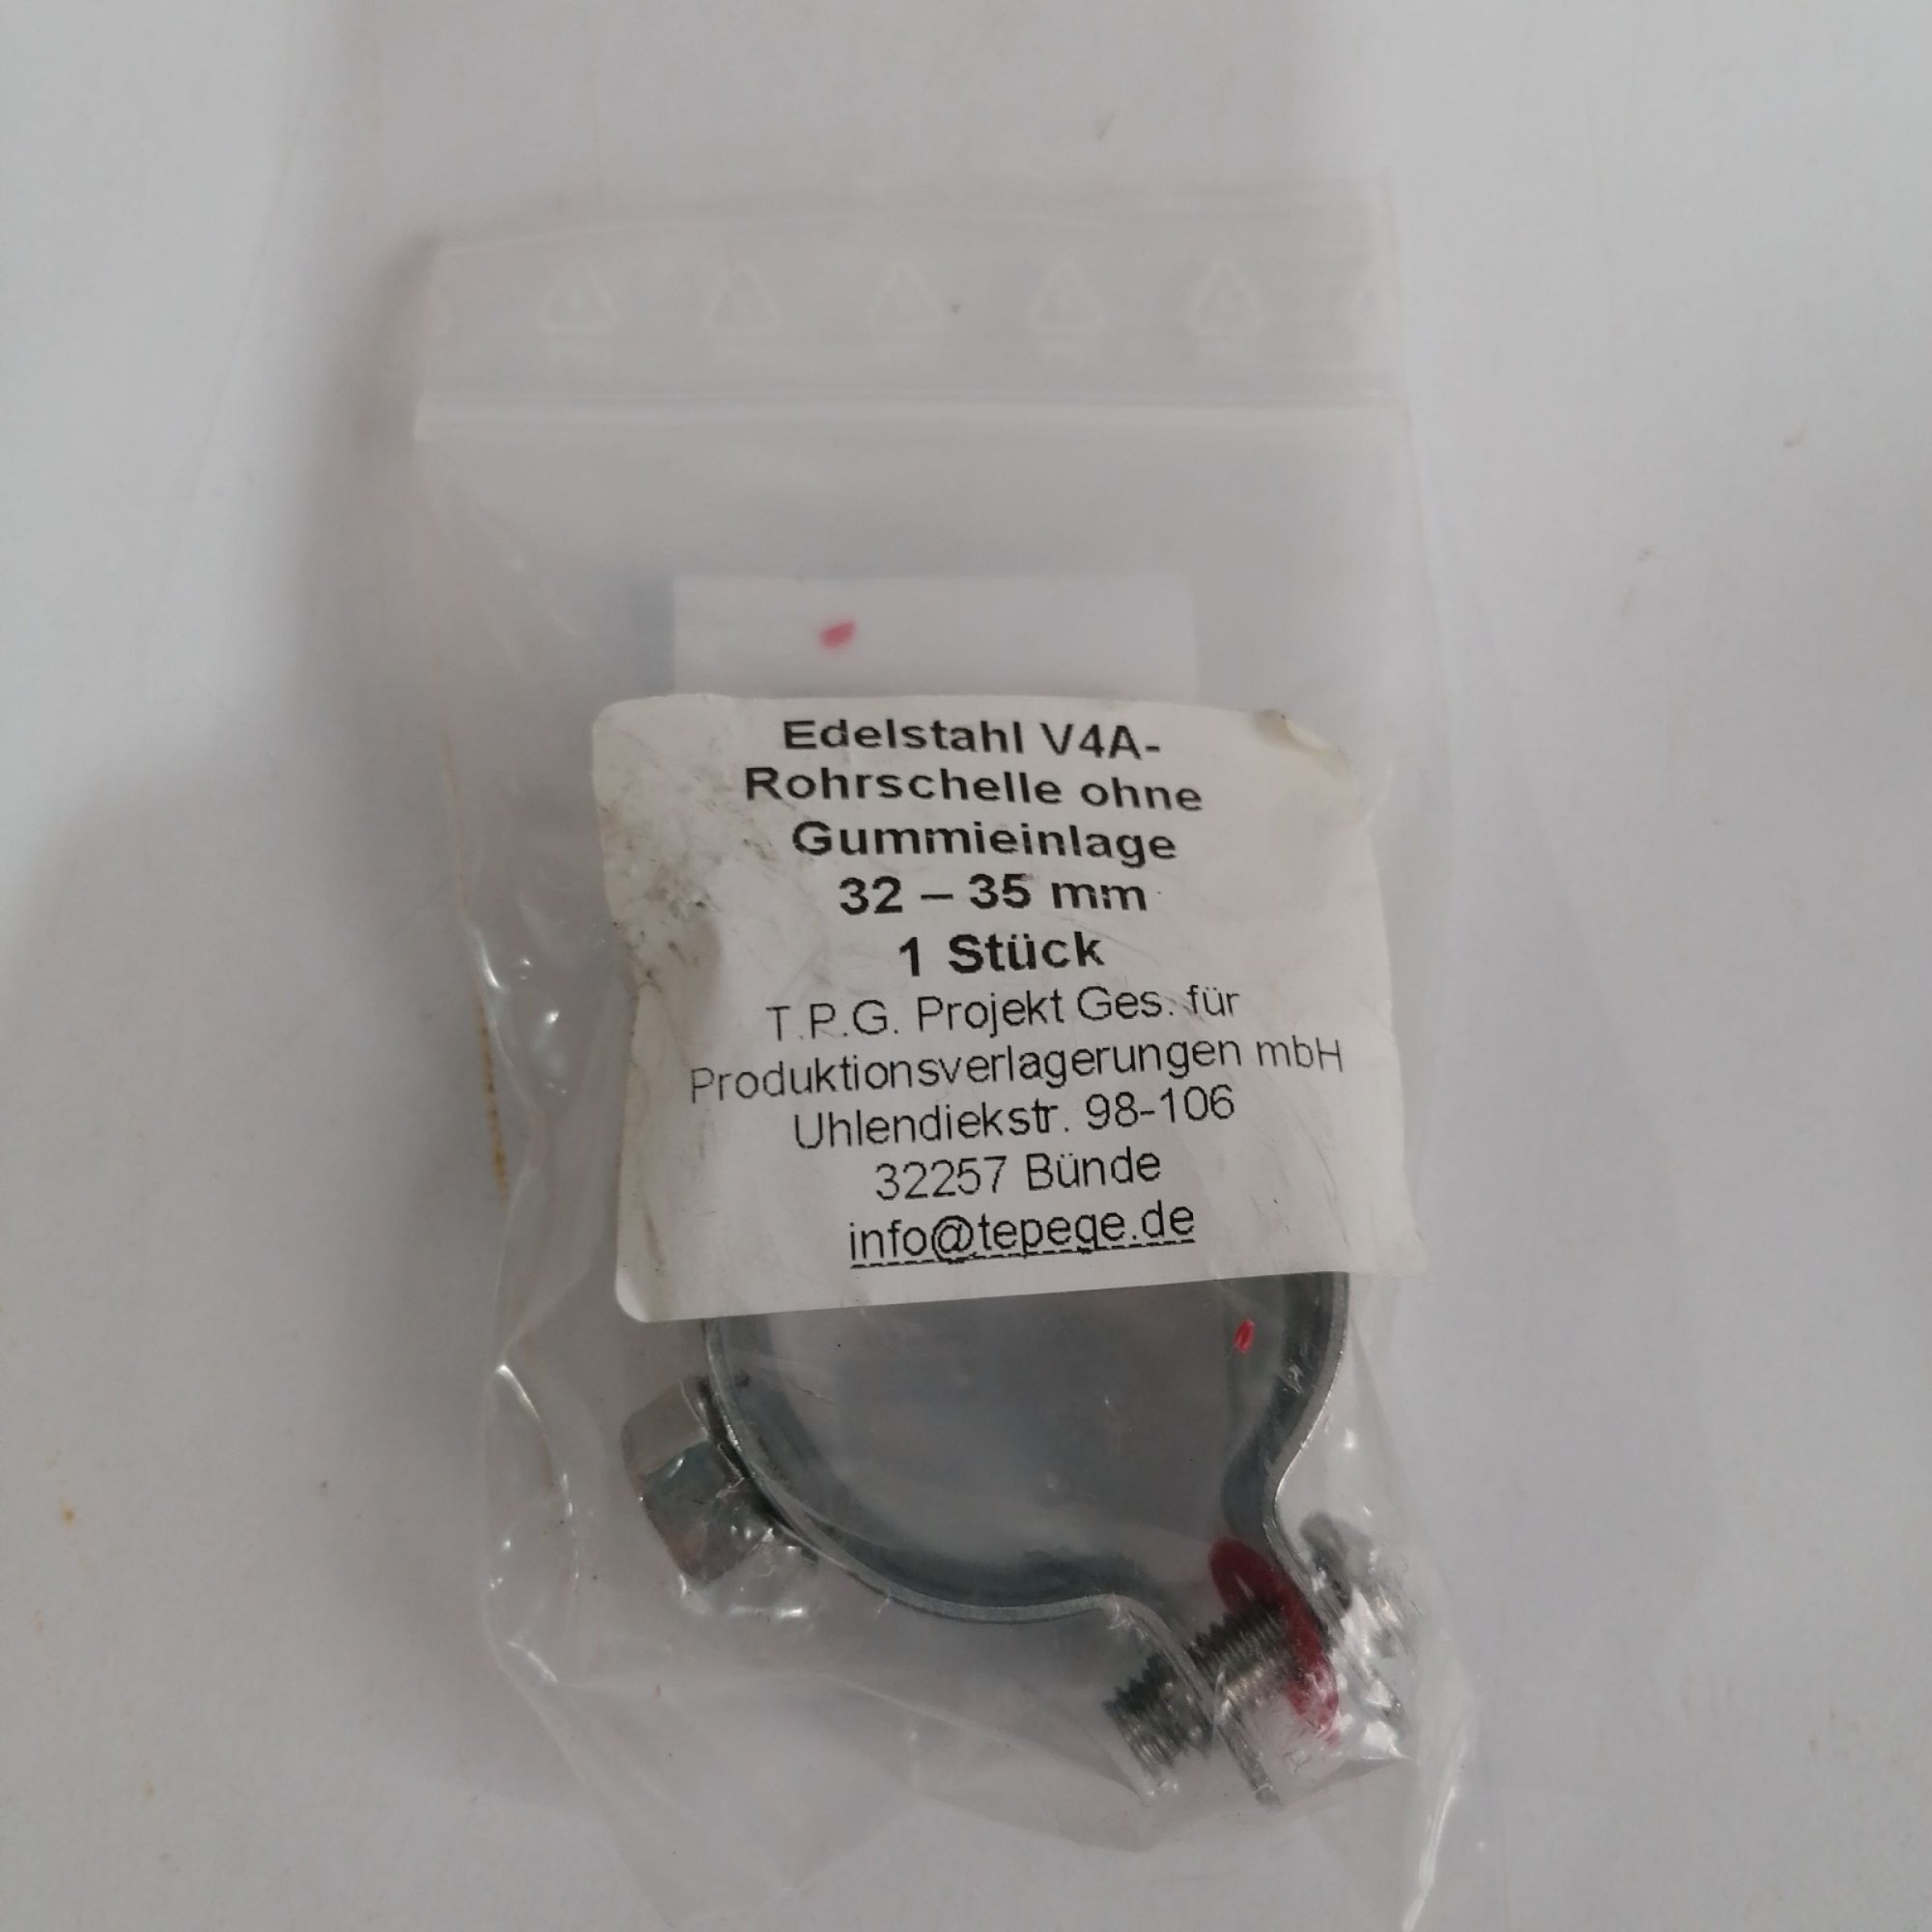 Edelstahl V4A-
Rohrschelle ohne
Gummieinlage
32 – 35 mm
1 Stück
T.P.G. Projekt Ges. für
Produktionsverlagerungen mbH
Uhlendiekstr. 98-106
32257 Bünde
info@tepege.de